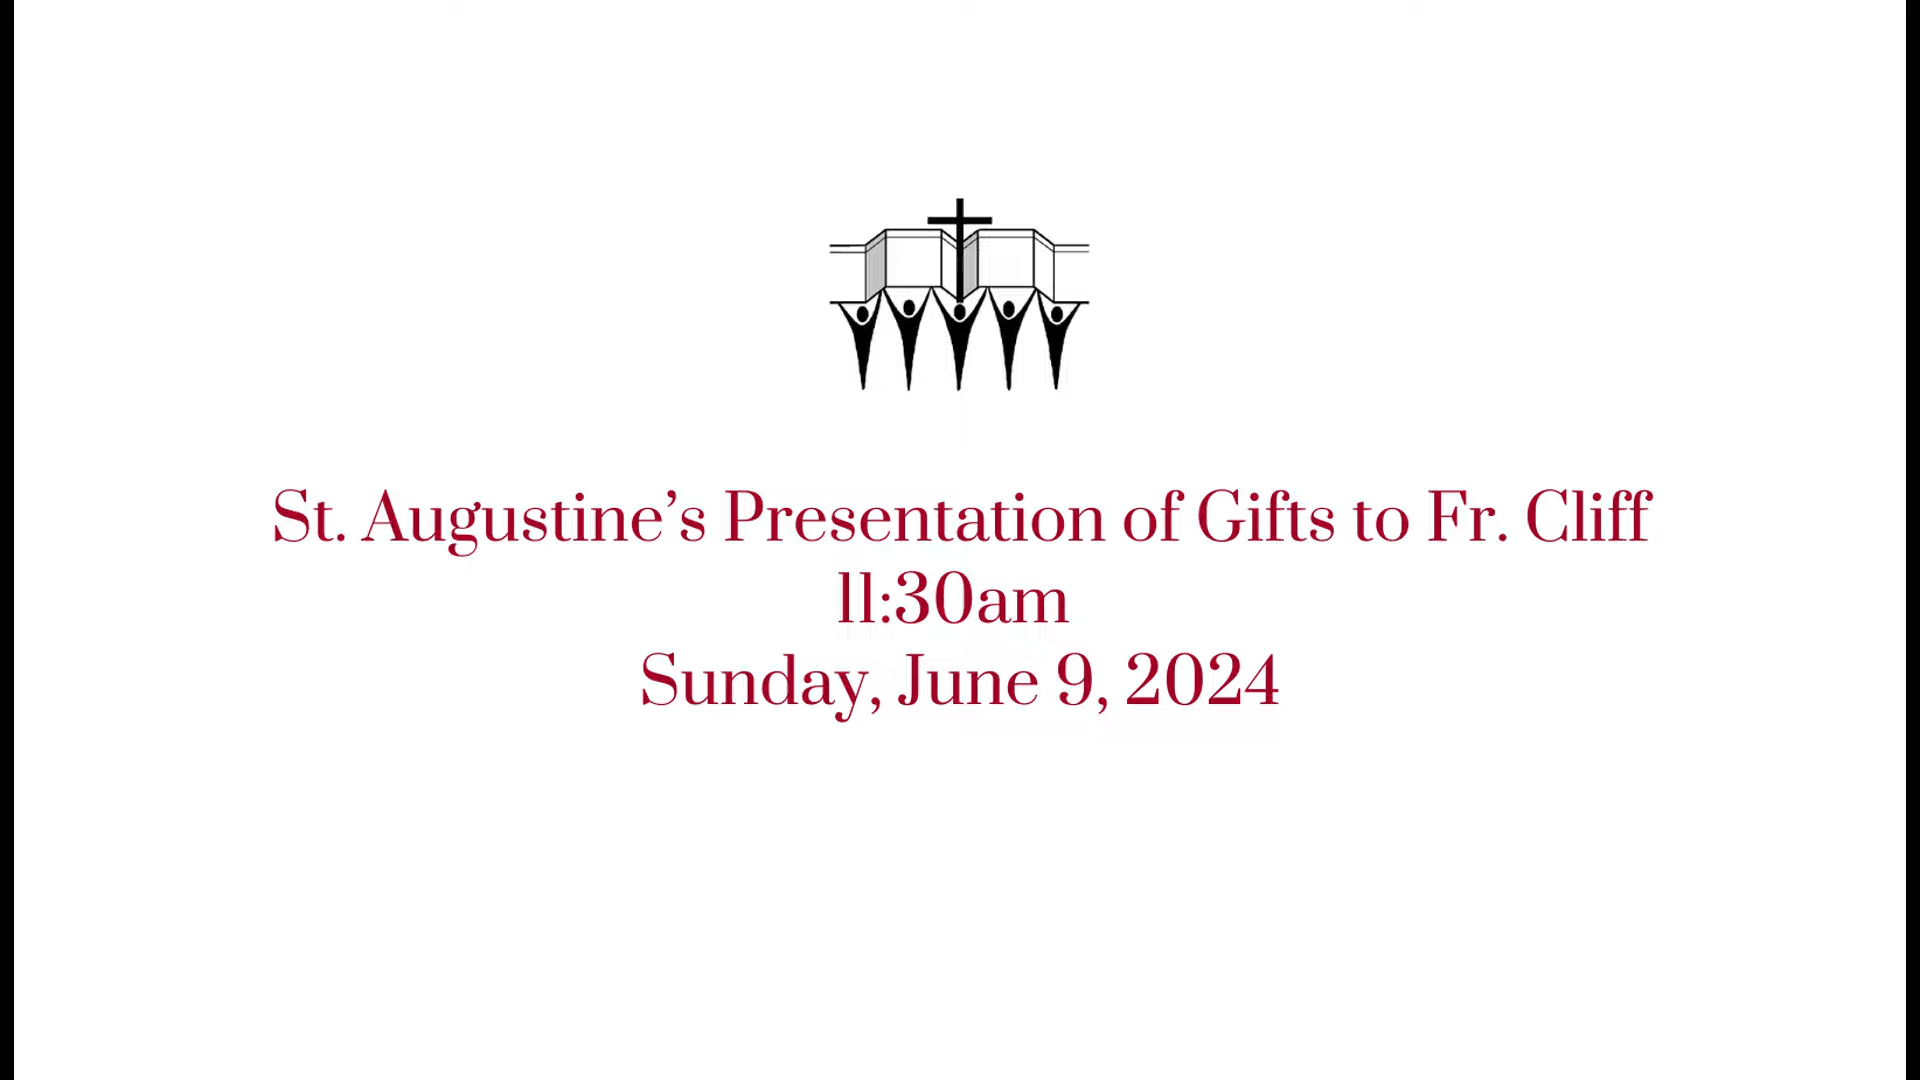 St. Augustine’s Presentation of Gifts to Fr. Cliff
11:30am
Sunday, June 9, 2024